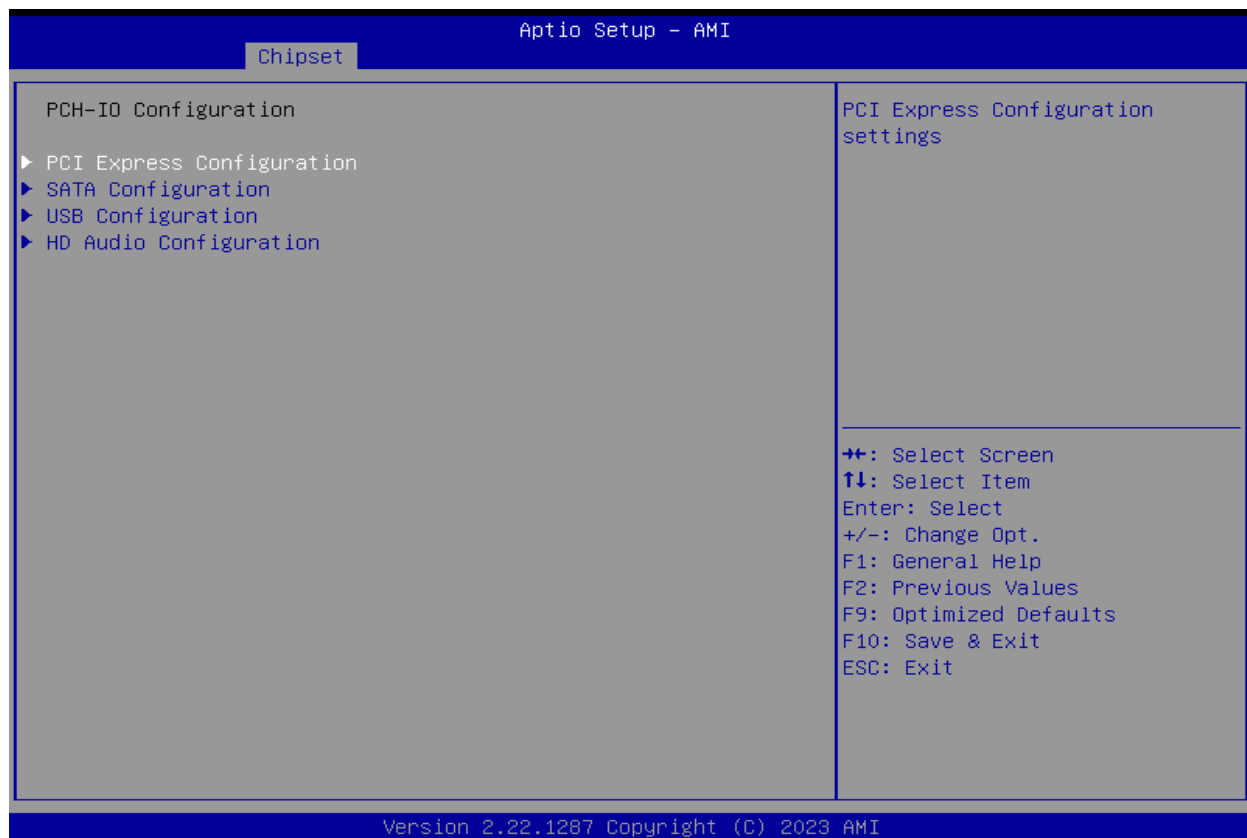 Aptio Setup – AMI
Chipset
PCH-IO Configuration
▶ PCI Express Configuration
▶ SATA Configuration
▶ USB Configuration
▶ HD Audio Configuration
PCI Express Configuration
settings
→←: Select Screen
↑↓: Select Item
Enter: Select
+/-: Change Opt.
F1: General Help
F2: Previous Values
F9: Optimized Defaults
F10: Save & Exit
ESC: Exit
Version 2.22.1287 Copyright (C) 2023 AMI